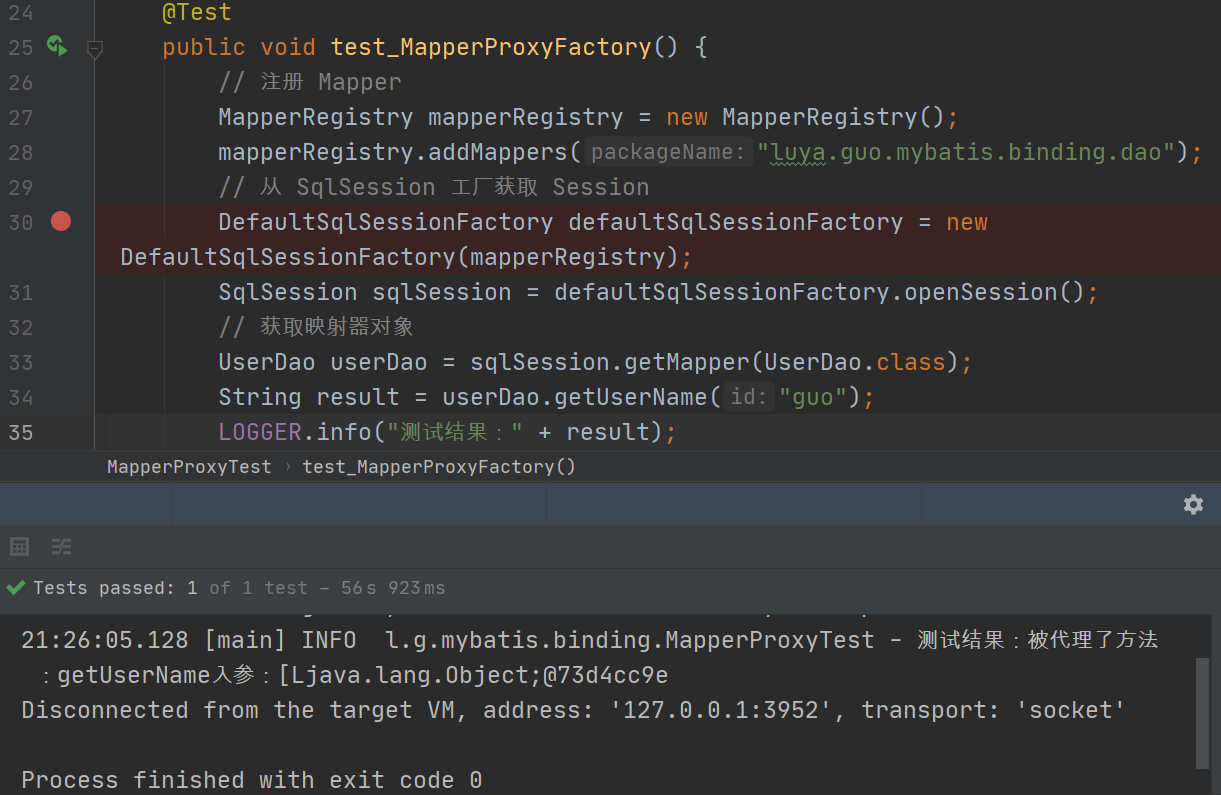 24 @Test
25 public void test_MapperProxyFactory() {
26 // 注册 Mapper
27 MapperRegistry mapperRegistry = new MapperRegistry();
28 mapperRegistry.addMappers( packageName: "luya.guo.mybatis.binding.dao");
29 // 从 SqlSession 工厂获取 Session
30 DefaultSqlSessionFactory defaultSqlSessionFactory = new
DefaultSqlSessionFactory(mapperRegistry);
31 SqlSession sqlSession = defaultSqlSessionFactory.openSession();
32 // 获取映射器对象
33 UserDao userDao = sqlSession.getMapper(UserDao.class);
34 String result = userDao.getUserName( id: "guo");
35 LOGGER.info("测试结果：" + result);
MapperProxyTest › test_MapperProxyFactory()
Tests passed: 1 of 1 test – 56 s 923 ms
21:26:05.128 [main] INFO  l.g.mybatis.binding.MapperProxyTest - 测试结果：被代理了方法
：getUserName入参：[Ljava.lang.Object;@73d4cc9e
Disconnected from the target VM, address: '127.0.0.1:3952', transport: 'socket'
Process finished with exit code 0